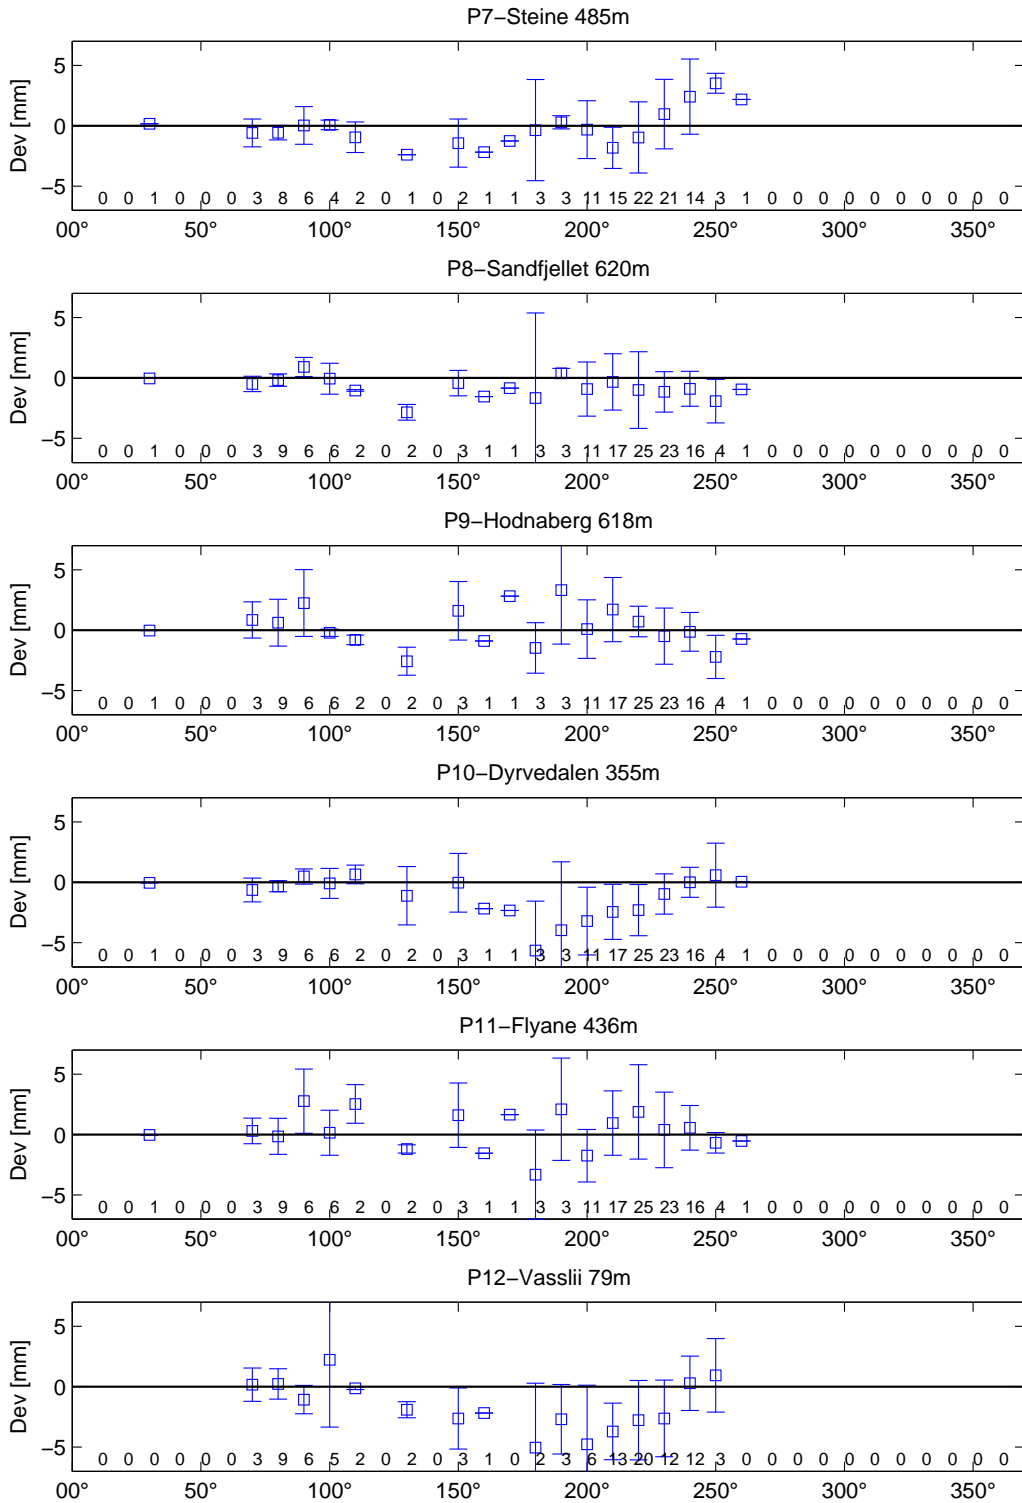 P7−Steine 485m
5
0
−5
Dev [mm]
0 0 1 0 0 0 3 8 6 4 2 0 1 0 2 1 1 3 3 11 15 22 21 14 3 1 0 0 0 0 0 0 0 0 0 0
00° 50° 100° 150° 200° 250° 300° 350°
P8−Sandfjellet 620m
5
0
−5
Dev [mm]
0 0 1 0 0 0 3 9 6 6 2 0 2 0 3 1 1 3 3 11 17 25 23 16 4 1 0 0 0 0 0 0 0 0 0 0
00° 50° 100° 150° 200° 250° 300° 350°
P9−Hodnaberg 618m
5
0
−5
Dev [mm]
0 0 1 0 0 0 3 9 6 6 2 0 2 0 3 1 1 3 3 11 17 25 23 16 4 1 0 0 0 0 0 0 0 0 0 0
00° 50° 100° 150° 200° 250° 300° 350°
P10−Dyrvedalen 355m
5
0
−5
Dev [mm]
0 0 1 0 0 0 3 9 6 6 2 0 2 0 3 1 1 3 3 11 17 25 23 16 4 1 0 0 0 0 0 0 0 0 0 0
00° 50° 100° 150° 200° 250° 300° 350°
P11−Flyane 436m
5
0
−5
Dev [mm]
0 0 1 0 0 0 3 9 6 6 2 0 2 0 3 1 1 3 3 11 17 25 23 16 4 1 0 0 0 0 0 0 0 0 0 0
00° 50° 100° 150° 200° 250° 300° 350°
P12−Vasslii 79m
5
0
−5
Dev [mm]
0 0 0 0 0 0 3 9 6 5 2 0 2 0 3 1 0 2 3 6 13 20 12 12 3 0 0 0 0 0 0 0 0 0 0 0
00° 50° 100° 150° 200° 250° 300° 350°